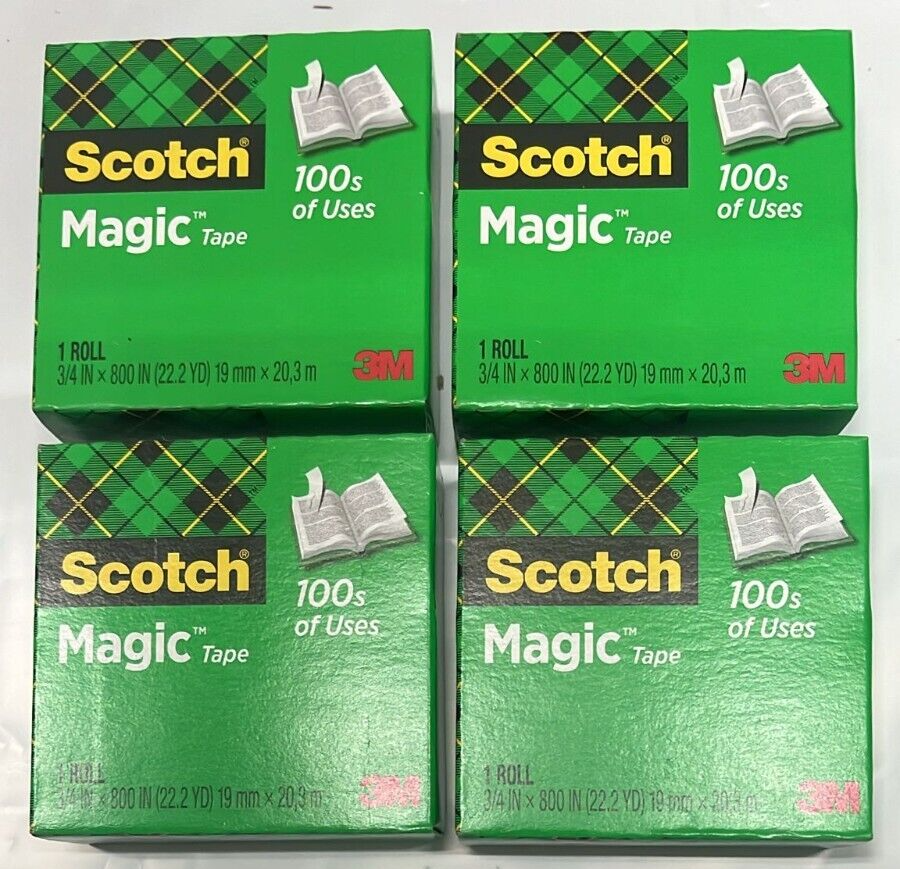 Scotch®
Magic™ Tape
100s
of Uses
1 ROLL
3/4 IN × 800 IN (22.2 YD) 19 mm × 20,3 m
3M
Scotch®
Magic™ Tape
100s
of Uses
1 ROLL
3/4 IN × 800 IN (22.2 YD) 19 mm × 20,3 m
3M
Scotch®
Magic™ Tape
100s
of Uses
1 ROLL
3/4 IN × 800 IN (22.2 YD) 19 mm × 20,3 m
3M
Scotch®
Magic™ Tape
100s
of Uses
1 ROLL
3/4 IN × 800 IN (22.2 YD) 19 mm × 20,3 m
3M